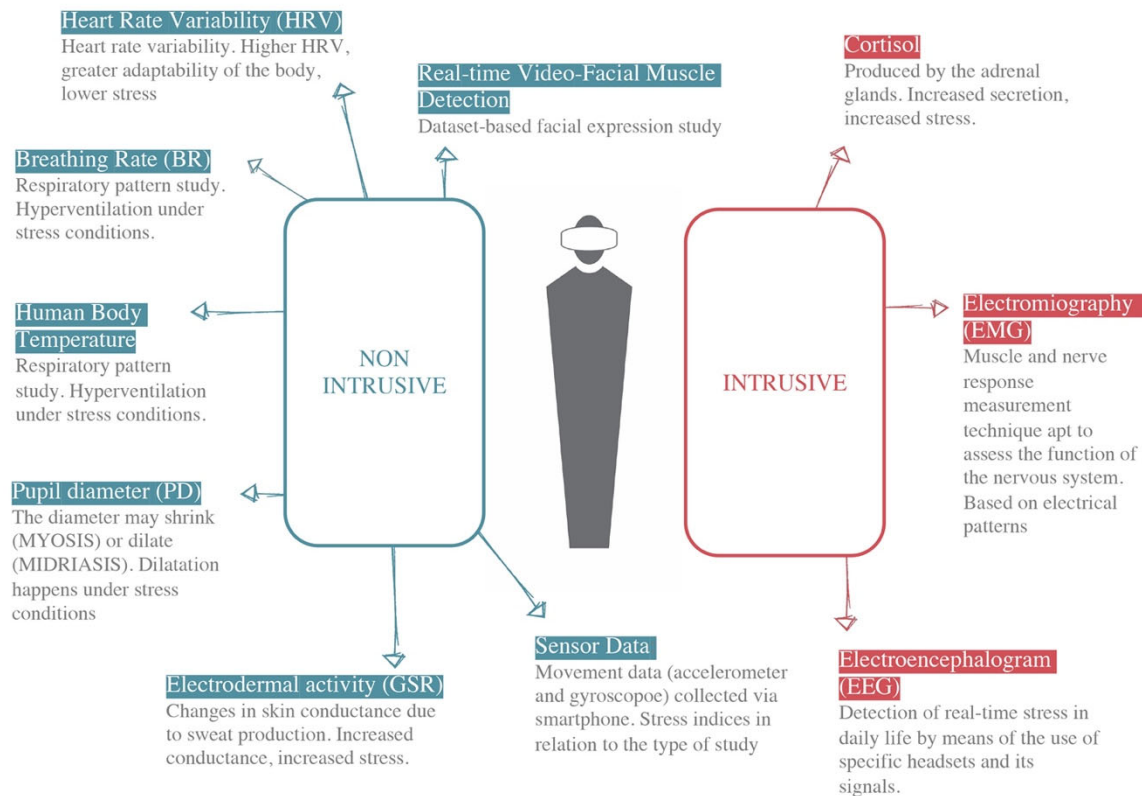 Heart Rate Variability (HRV)
Heart rate variability. Higher HRV,
greater adaptability of the body,
lower stress
Real-time Video-Facial Muscle
Detection
Dataset-based facial expression study
Breathing Rate (BR)
Respiratory pattern study.
Hyperventilation under
stress conditions.
Human Body
Temperature
Respiratory pattern
study. Hyperventilation
under stress conditions.
Pupil diameter (PD)
The diameter may shrink
(MYOSIS) or dilate
(MIDRIASIS). Dilatation
happens under stress
conditions
Electrodermal activity (GSR)
Changes in skin conductance due
to sweat production. Increased
conductance, increased stress.
Sensor Data
Movement data (accelerometer
and gyroscopoe) collected via
smartphone. Stress indices in
relation to the type of study
NON
INTRUSIVE
INTRUSIVE
Cortisol
Produced by the adrenal
glands. Increased secretion,
increased stress.
Electromiography
(EMG)
Muscle and nerve
response
measurement
technique apt to
assess the function of
the nervous system.
Based on electrical
patterns
Electroencephalogram
(EEG)
Detection of real-time stress in
daily life by means of the use of
specific headsets and its
signals.